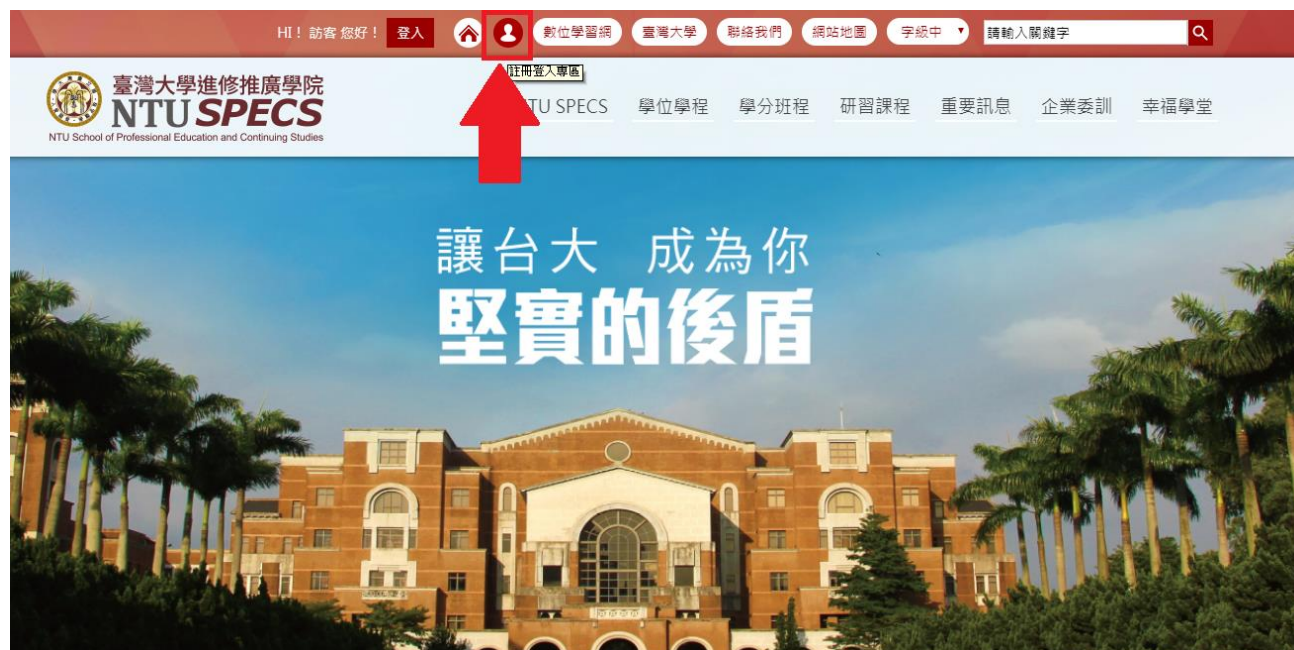 HI！訪客 您好！ 登入 數位學習網 臺灣大學 聯絡我們 網站地圖 字級中 請輸入關鍵字
註冊登入專區
臺灣大學進修推廣學院
NTU SPECS
NTU School of Professional Education and Continuing Studies
TU SPECS 學位學程 學分班程 研習課程 重要訊息 企業委訓 幸福學堂
讓台大 成為你
堅實的後盾